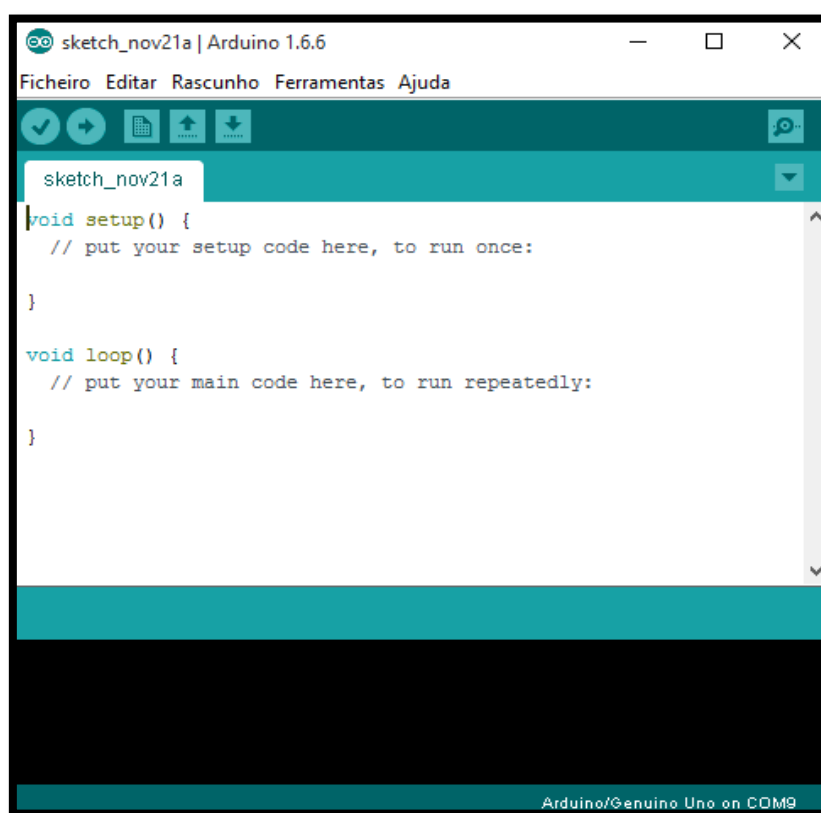 sketch_nov21a | Arduino 1.6.6
Ficheiro Editar Rascunho Ferramentas Ajuda
sketch_nov21a
void setup() {
  // put your setup code here, to run once:
}
void loop() {
  // put your main code here, to run repeatedly:
}
Arduino/Genuino Uno on COM9